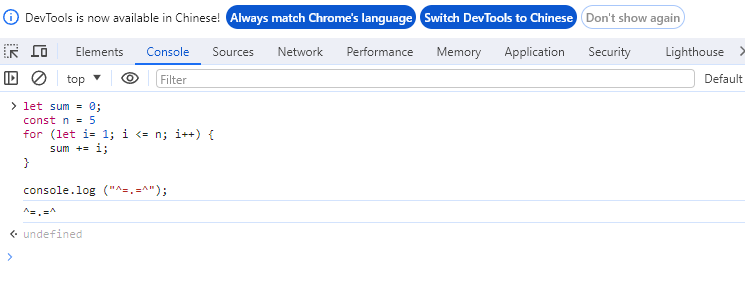 DevTools is now available in Chinese! Always match Chrome's language Switch DevTools to Chinese Don't show again
Elements Console Sources Network Performance Memory Application Security Lighthouse
top Filter Default
let sum = 0;
const n = 5
for (let i= 1; i <= n; i++) {
    sum += i;
}
console.log ("^=.=^");
^=.=^
undefined